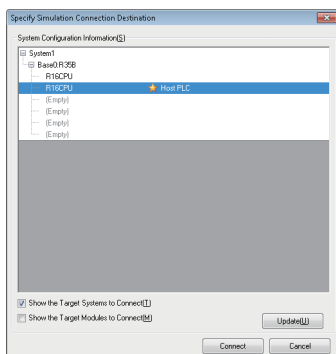 Specify Simulation Connection Destination
System Configuration Information(S)
System1
Base0:R35B
R16CPU
R16CPU Host PLC
(Empty)
(Empty)
(Empty)
(Empty)
Show the Target Systems to Connect(T)
Show the Target Modules to Connect(M)
Update(U)
Connect Cancel